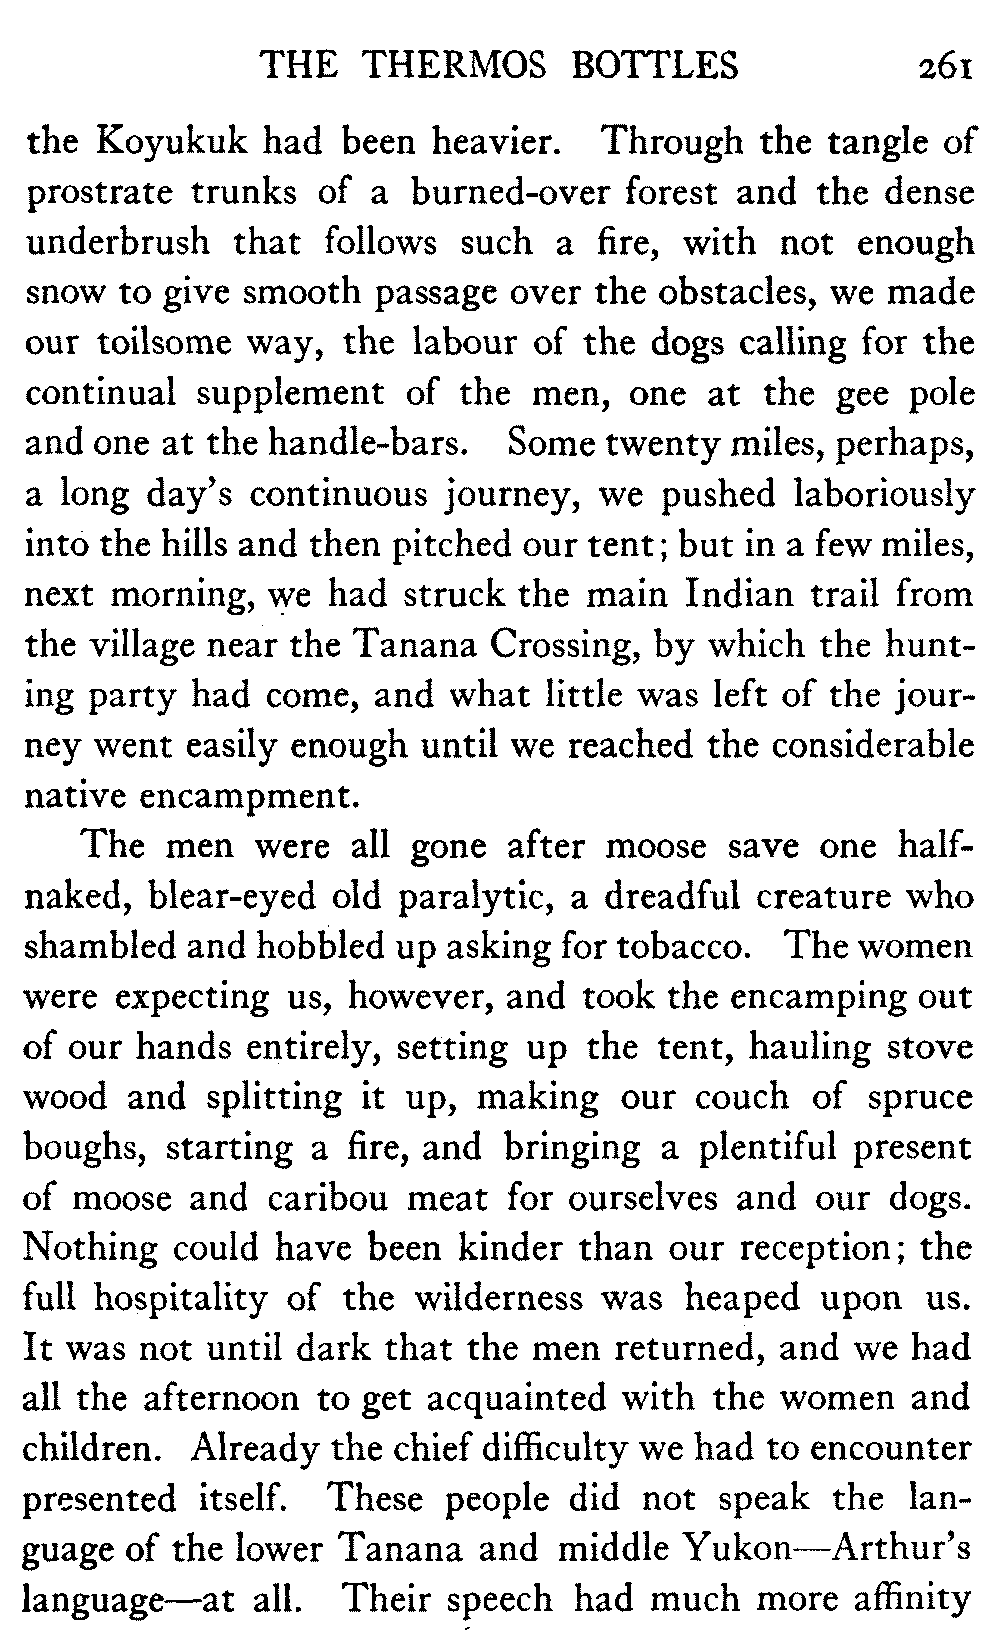 THE THERMOS BOTTLES 261
the Koyukuk had been heavier. Through the tangle of
prostrate trunks of a burned-over forest and the dense
underbrush that follows such a fire, with not enough
snow to give smooth passage over the obstacles, we made
our toilsome way, the labour of the dogs calling for the
continual supplement of the men, one at the gee pole
and one at the handle-bars. Some twenty miles, perhaps,
a long day's continuous journey, we pushed laboriously
into the hills and then pitched our tent; but in a few miles,
next morning, we had struck the main Indian trail from
the village near the Tanana Crossing, by which the hunt-
ing party had come, and what little was left of the jour-
ney went easily enough until we reached the considerable
native encampment.
The men were all gone after moose save one half-
naked, blear-eyed old paralytic, a dreadful creature who
shambled and hobbled up asking for tobacco. The women
were expecting us, however, and took the encamping out
of our hands entirely, setting up the tent, hauling stove
wood and splitting it up, making our couch of spruce
boughs, starting a fire, and bringing a plentiful present
of moose and caribou meat for ourselves and our dogs.
Nothing could have been kinder than our reception; the
full hospitality of the wilderness was heaped upon us.
It was not until dark that the men returned, and we had
all the afternoon to get acquainted with the women and
children. Already the chief difficulty we had to encounter
presented itself. These people did not speak the lan-
guage of the lower Tanana and middle Yukon—Arthur's
language—at all. Their speech had much more affinity